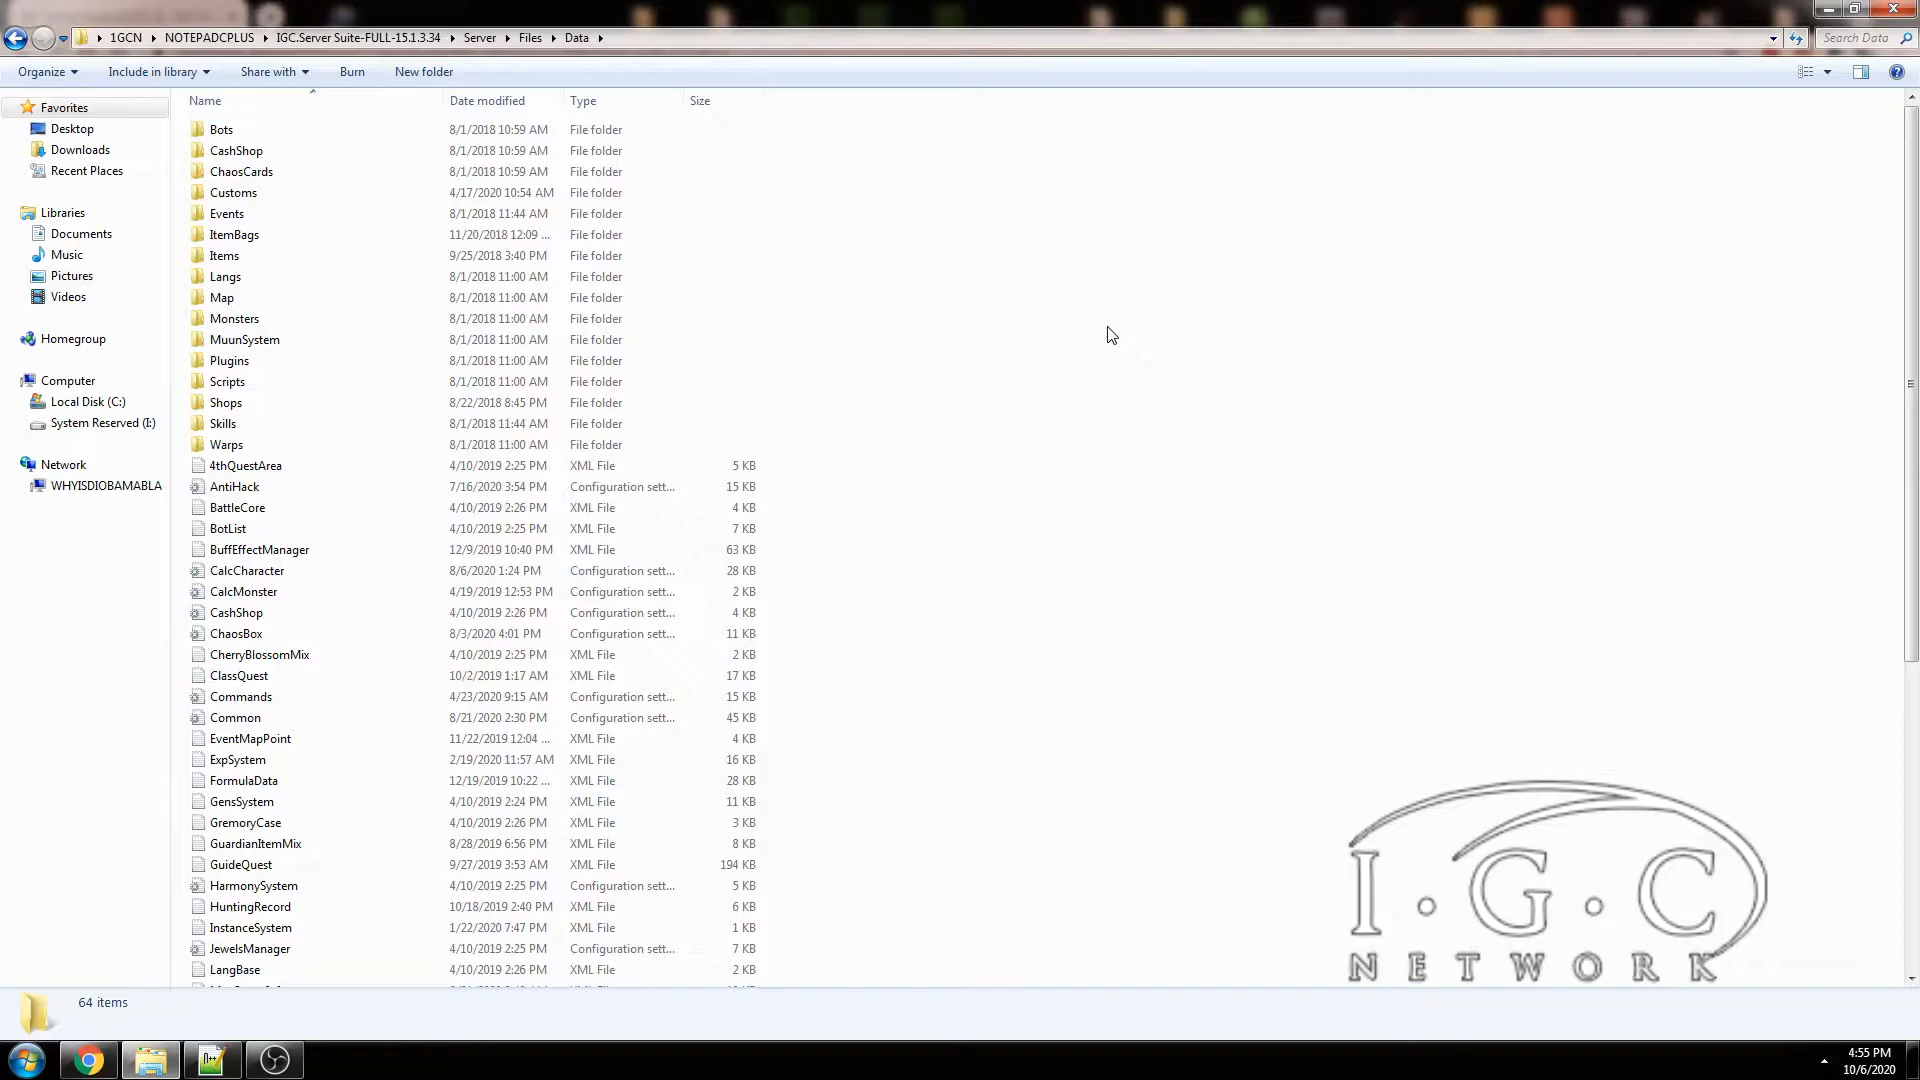 1GCN NOTEPADCPLUS IGC.Server Suite-FULL-15.1.3.34 Server Files Data Search Data
Organize Include in library Share with Burn New folder
Name Date modified Type Size
Favorites
Desktop
Downloads
Recent Places
Libraries
Documents
Music
Pictures
Videos
Homegroup
Computer
Local Disk (C:)
System Reserved (I:)
Network
WHYISDIOBAMABLA
Bots 8/1/2018 10:59 AM File folder
CashShop 8/1/2018 10:59 AM File folder
ChaosCards 8/1/2018 10:59 AM File folder
Customs 4/17/2020 10:54 AM File folder
Events 8/1/2018 11:44 AM File folder
ItemBags 11/20/2018 12:09 ... File folder
Items 9/25/2018 3:40 PM File folder
Langs 8/1/2018 11:00 AM File folder
Map 8/1/2018 11:00 AM File folder
Monsters 8/1/2018 11:00 AM File folder
MuunSystem 8/1/2018 11:00 AM File folder
Plugins 8/1/2018 11:00 AM File folder
Scripts 8/1/2018 11:00 AM File folder
Shops 8/22/2018 8:45 PM File folder
Skills 8/1/2018 11:44 AM File folder
Warps 8/1/2018 11:00 AM File folder
4thQuestArea 4/10/2019 2:25 PM XML File 5 KB
AntiHack 7/16/2020 3:54 PM Configuration sett... 15 KB
BattleCore 4/10/2019 2:26 PM XML File 4 KB
BotList 4/10/2019 2:25 PM XML File 7 KB
BuffEffectManager 12/9/2019 10:40 PM XML File 63 KB
CalcCharacter 8/6/2020 1:24 PM Configuration sett... 28 KB
CalcMonster 4/19/2020 12:53 PM Configuration sett... 2 KB
CashShop 4/10/2019 2:26 PM Configuration sett... 4 KB
ChaosBox 8/3/2020 4:01 PM Configuration sett... 11 KB
CherryBlossomMix 4/10/2019 2:25 PM XML File 2 KB
ClassQuest 10/2/2019 1:17 AM XML File 17 KB
Commands 4/23/2020 9:15 AM Configuration sett... 15 KB
Common 8/21/2020 2:30 PM Configuration sett... 45 KB
EventMapPoint 11/22/2019 12:04 ... XML File 4 KB
ExpSystem 2/19/2020 11:57 AM XML File 16 KB
FormulaData 12/19/2019 10:22 ... XML File 28 KB
GensSystem 4/10/2019 2:24 PM XML File 11 KB
GremoryCase 4/10/2019 2:26 PM XML File 3 KB
GuardianItemMix 8/28/2019 6:56 PM XML File 8 KB
GuideQuest 9/27/2019 3:53 AM XML File 194 KB
HarmonySystem 4/10/2019 2:25 PM Configuration sett... 5 KB
HuntingRecord 10/18/2019 2:40 PM XML File 6 KB
InstanceSystem 1/22/2020 7:47 PM XML File 1 KB
JewelsManager 4/10/2019 2:25 PM Configuration sett... 7 KB
LangBase 4/10/2019 2:26 PM XML File 2 KB
I.G.C
NETWORK
64 items
4:55 PM
10/6/2020